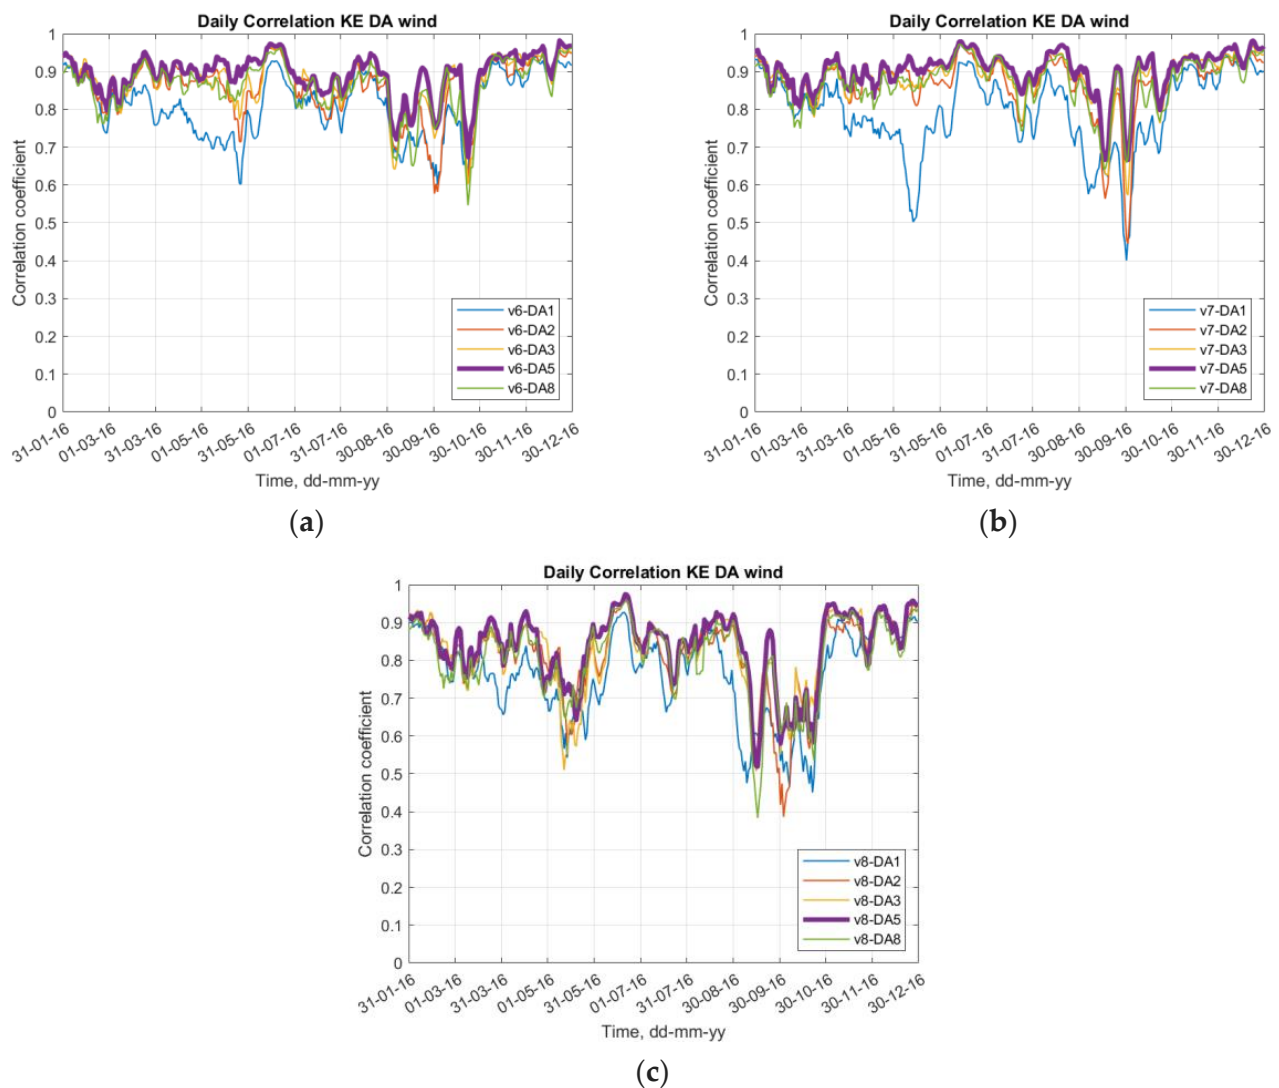 Daily Correlation KE DA wind
Correlation coefficient
1
0.9
0.8
0.7
0.6
0.5
0.4
0.3
0.2
0.1
0
v6-DA1
v6-DA2
v6-DA3
v6-DA5
v6-DA8
31-01-16
01-03-16
31-03-16
01-05-16
31-05-16
01-07-16
31-07-16
30-08-16
30-09-16
30-10-16
30-11-16
30-12-16
Time, dd-mm-yy
(a)
Daily Correlation KE DA wind
Correlation coefficient
1
0.9
0.8
0.7
0.6
0.5
0.4
0.3
0.2
0.1
0
v7-DA1
v7-DA2
v7-DA3
v7-DA5
v7-DA8
31-01-16
01-03-16
31-03-16
01-05-16
31-05-16
01-07-16
31-07-16
30-08-16
30-09-16
30-10-16
30-11-16
30-12-16
Time, dd-mm-yy
(b)
Daily Correlation KE DA wind
Correlation coefficient
1
0.9
0.8
0.7
0.6
0.5
0.4
0.3
0.2
0.1
0
v8-DA1
v8-DA2
v8-DA3
v8-DA5
v8-DA8
31-01-16
01-03-16
31-03-16
01-05-16
31-05-16
01-07-16
31-07-16
30-08-16
30-09-16
30-10-16
30-11-16
30-12-16
Time, dd-mm-yy
(c)